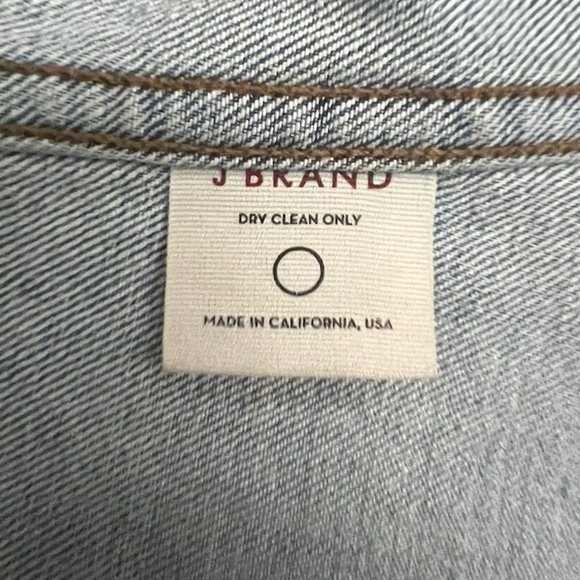 J BRAND
DRY CLEAN ONLY
MADE IN CALIFORNIA, USA